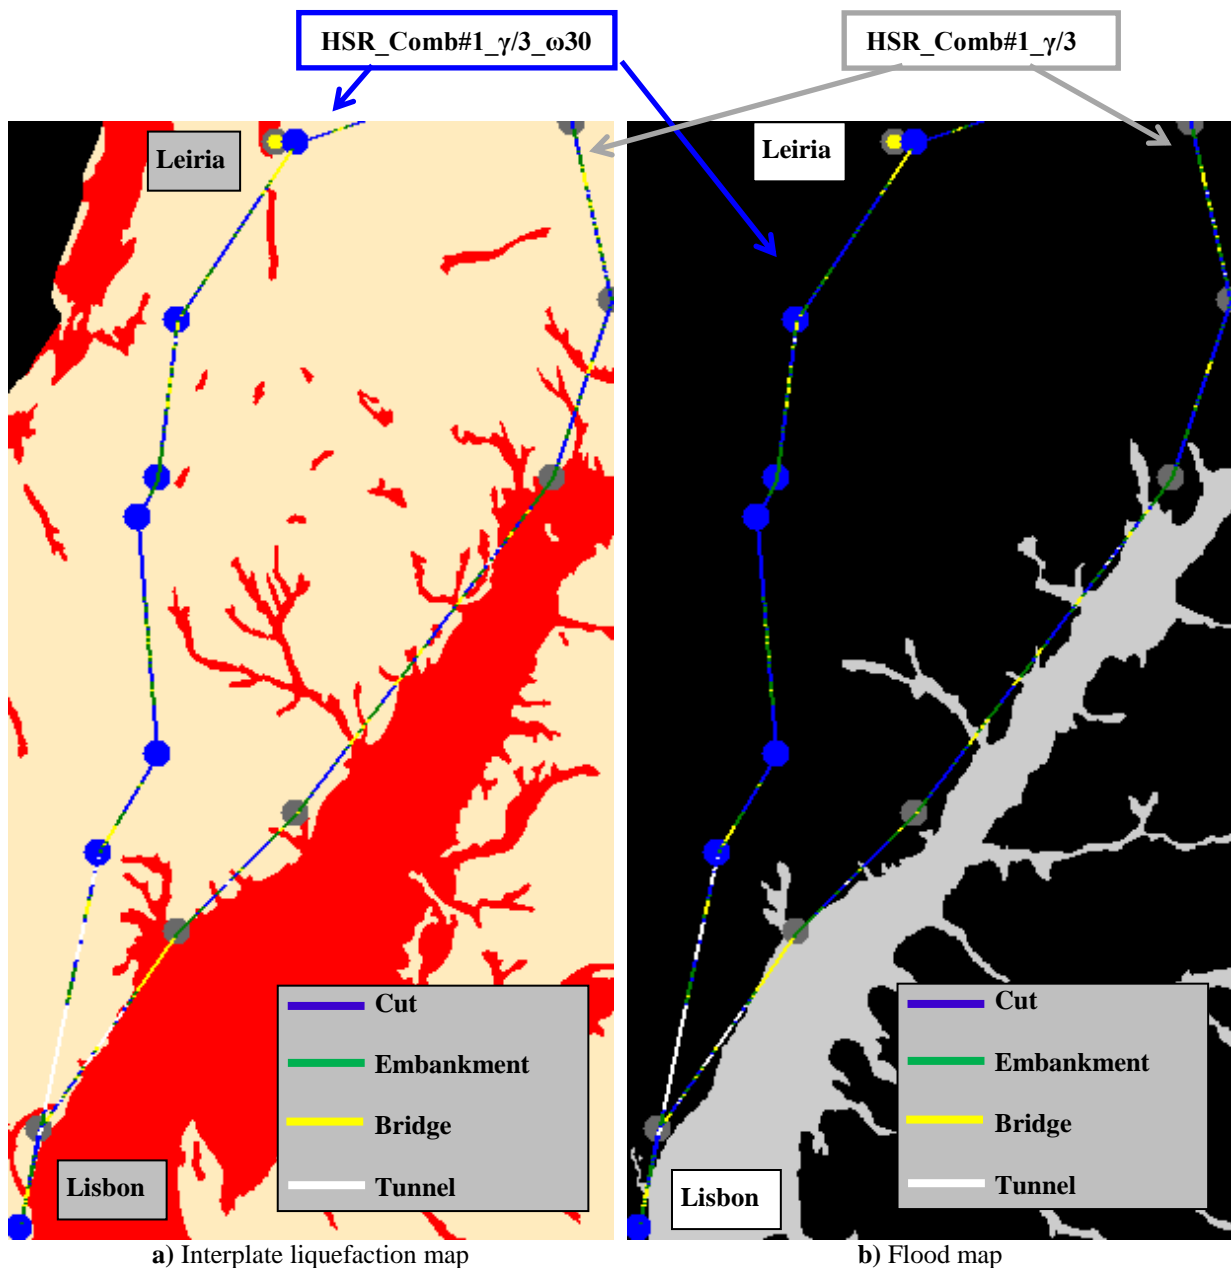 HSR_Comb#1_γ/3_ω30
HSR_Comb#1_γ/3
Leiria
Leiria
Cut
Embankment
Bridge
Tunnel
Lisbon
Cut
Embankment
Bridge
Tunnel
Lisbon
a) Interplate liquefaction map
b) Flood map